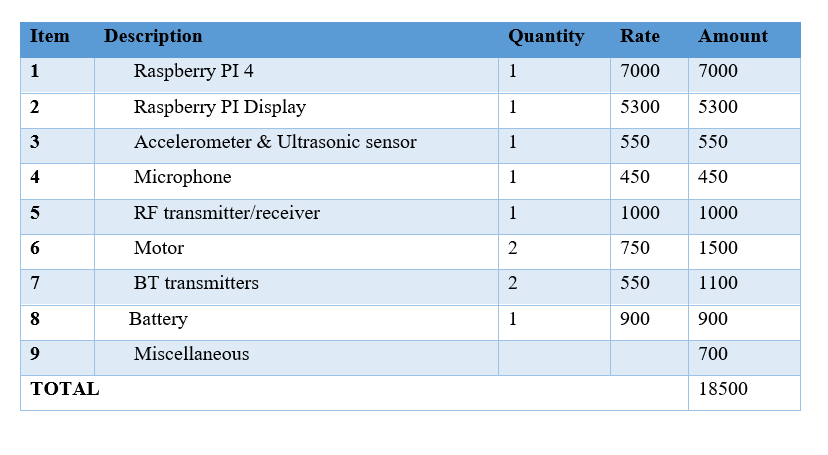 Item Description Quantity Rate Amount
1 Raspberry PI 4 1 7000 7000
2 Raspberry PI Display 1 5300 5300
3 Accelerometer & Ultrasonic sensor 1 550 550
4 Microphone 1 450 450
5 RF transmitter/receiver 1 1000 1000
6 Motor 2 750 1500
7 BT transmitters 2 550 1100
8 Battery 1 900 900
9 Miscellaneous 700
TOTAL 18500